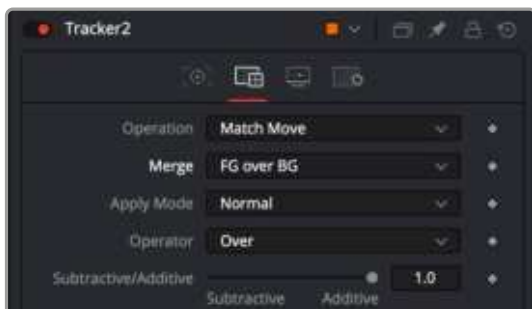 Tracker2
Operation Match Move
Merge FG over BG
Apply Mode Normal
Operator Over
Subtractive/Additive 1.0
Subtractive Additive